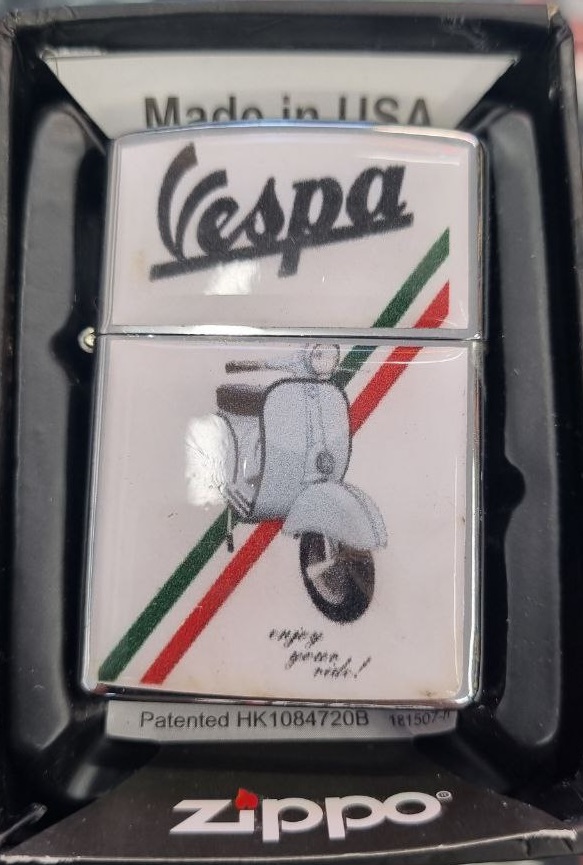 Made in USA
Vespa
enjoy
your
ride!
Patented HK1084720B
zippo®